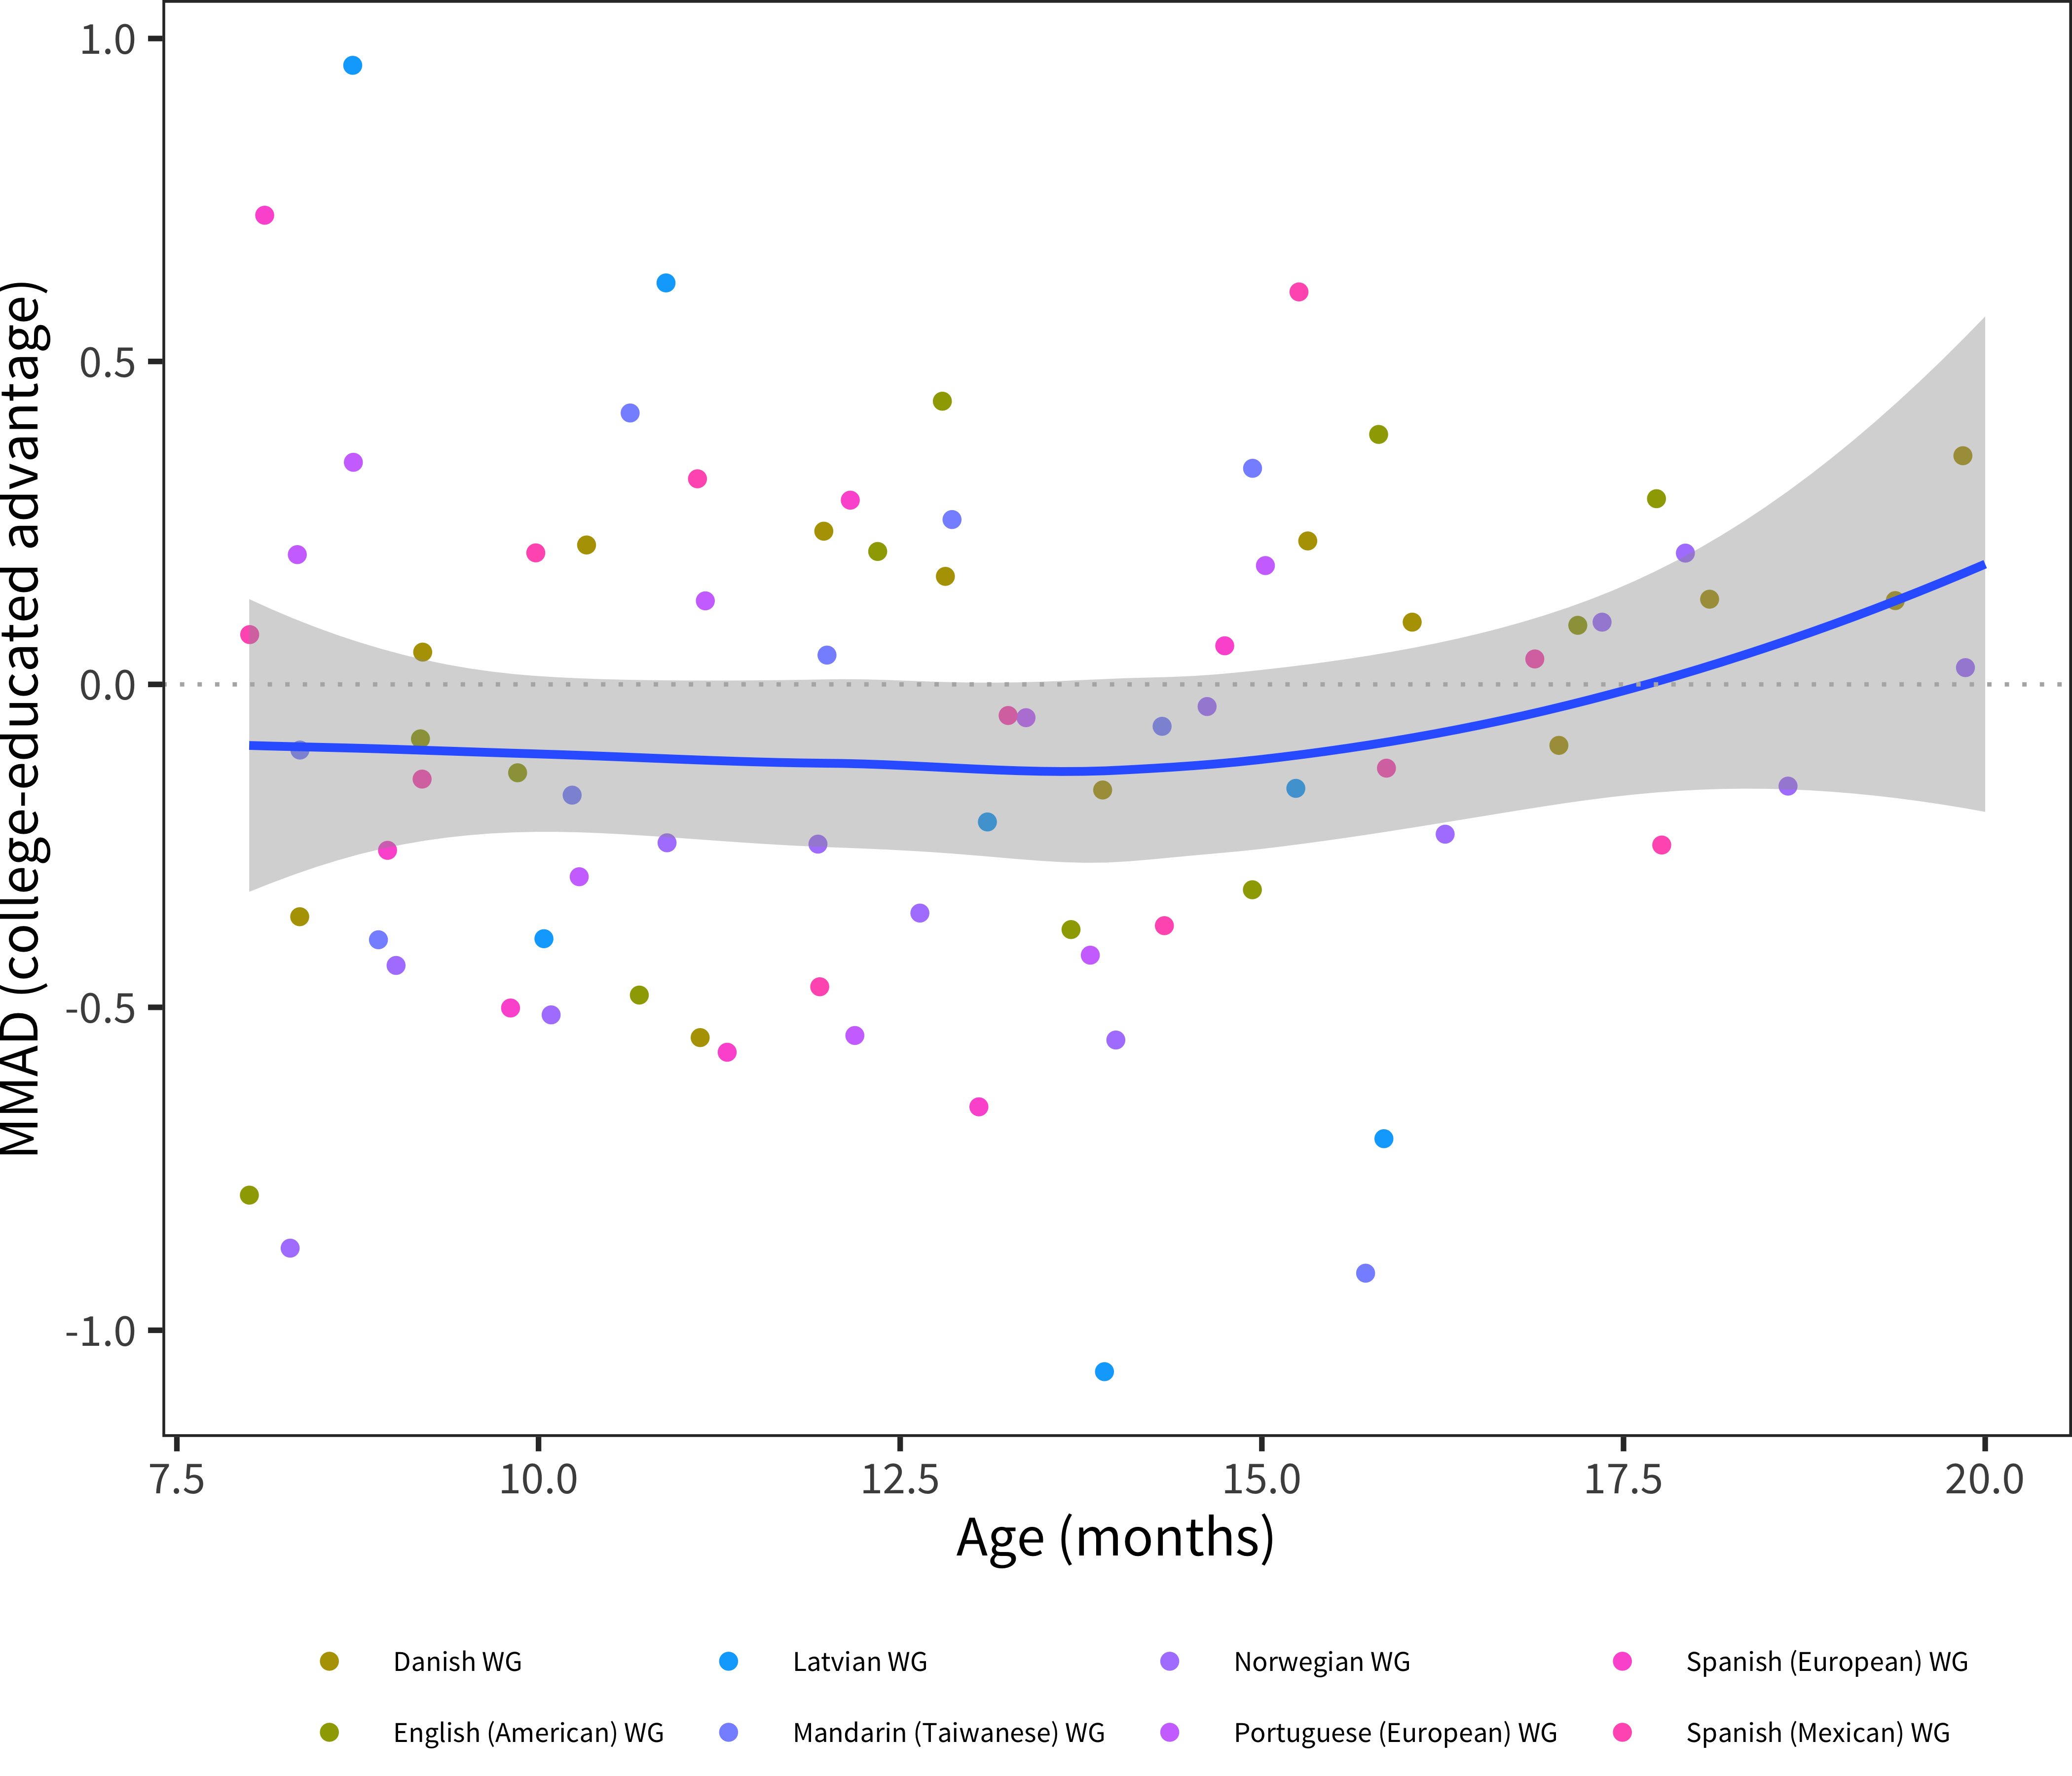 MMAD (college-educated advantage)
1.0
0.5
0.0
-0.5
-1.0
7.5 10.0 12.5 15.0 17.5 20.0
Age (months)
Danish WG Latvian WG Norwegian WG Spanish (European) WG
English (American) WG Mandarin (Taiwanese) WG Portuguese (European) WG Spanish (Mexican) WG